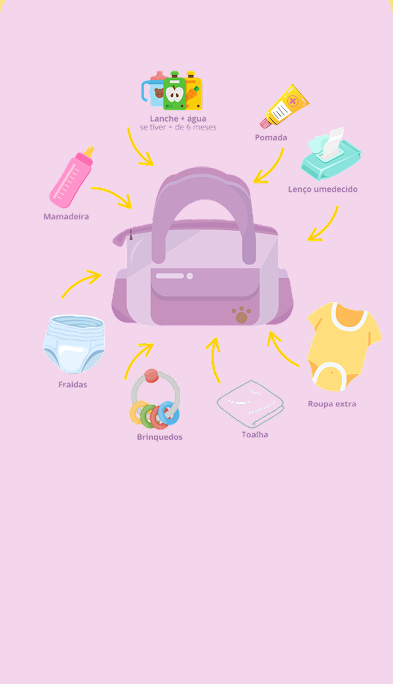 Lanche + água
se tiver + de 6 meses
Pomada
Lenço umedecido
Mamadeira
Fraldas
Roupa extra
Toalha
Brinquedos